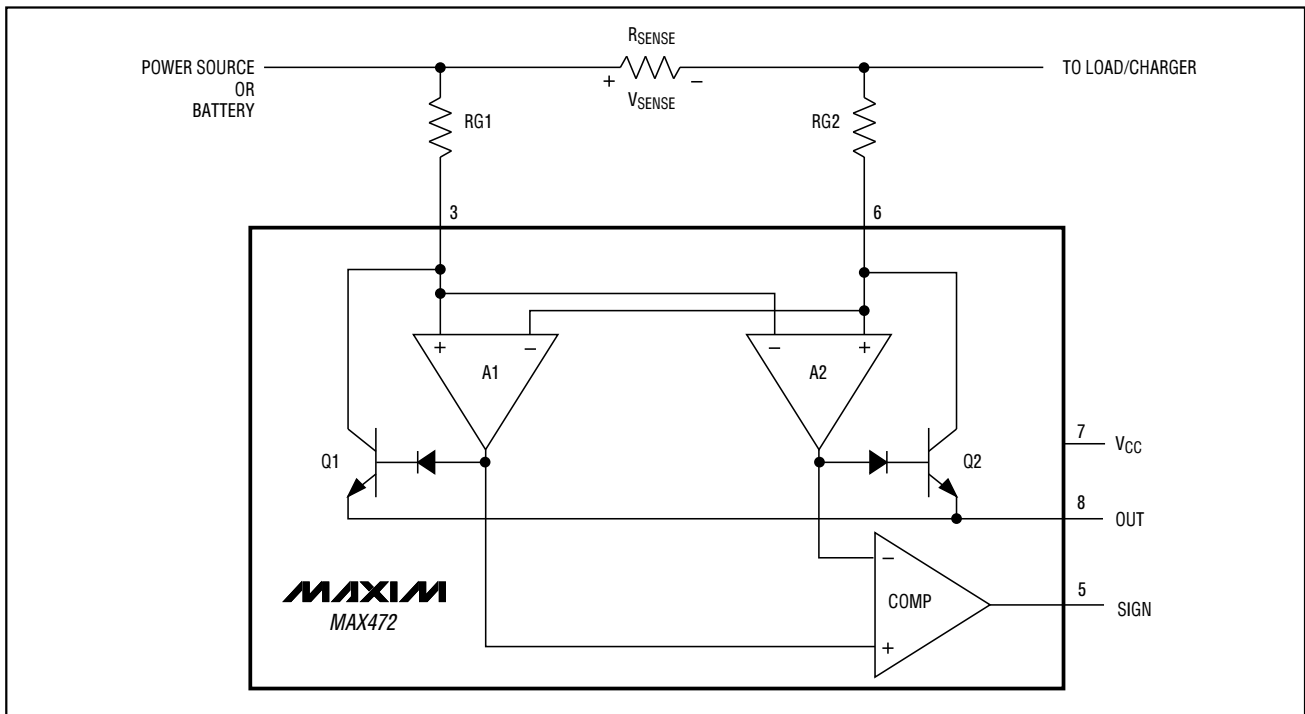 RSENSE
POWER SOURCE
OR
BATTERY
+ −
VSENSE
TO LOAD/CHARGER
RG1
RG2
3
6
+ −
A1
− +
A2
Q1
Q2
7
VCC
8
OUT
−
COMP
+
5
SIGN
MAXIM
MAX472